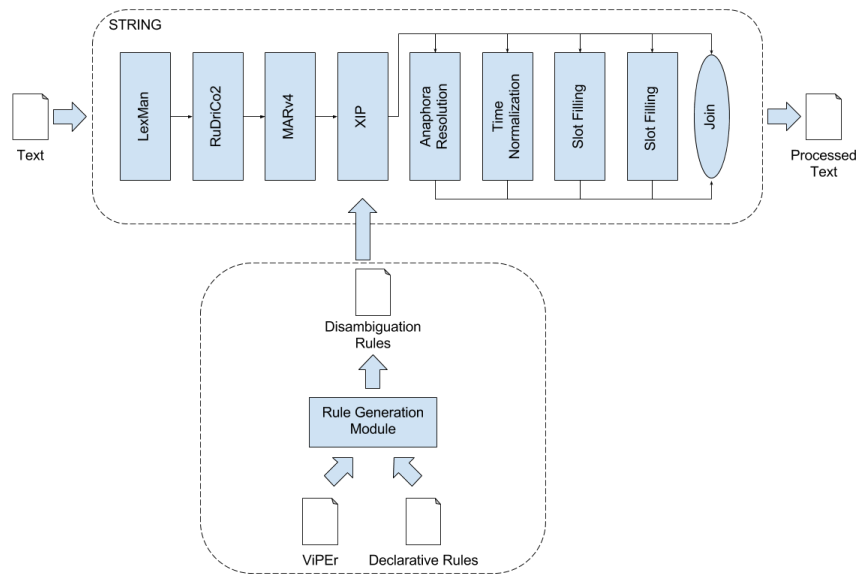 STRING
Text
LexMan
RuDriCo2
MARv4
XIP
Anaphora
Resolution
Time
Normalization
Slot Filling
Slot Filling
Join
Processed
Text
Disambiguation
Rules
Rule Generation
Module
ViPEr
Declarative Rules